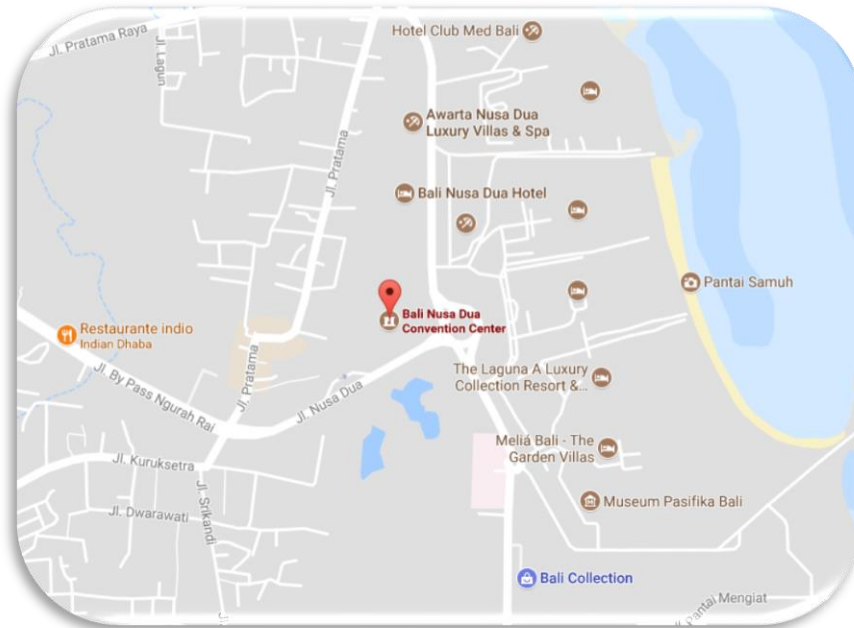 Hotel Club Med Bali
Jl. Pratama Raya
Jl. Lagun
Awarta Nusa Dua
Luxury Villas & Spa
Jl. Pratama
Bali Nusa Dua Hotel
Pantai Samuh
Bali Nusa Dua
Convention Center
Restaurante indio
Indian Dhaba
Jl. By Pass Ngurah Rai
Jl. Pratama
Jl. Nusa Dua
The Laguna A Luxury
Collection Resort &...
Meliá Bali - The
Garden Villas
Jl. Kuruksetra
Jl. Srikandi
Jl. Dwarawati
Museum Pasifika Bali
Bali Collection
Pantai Mengiat